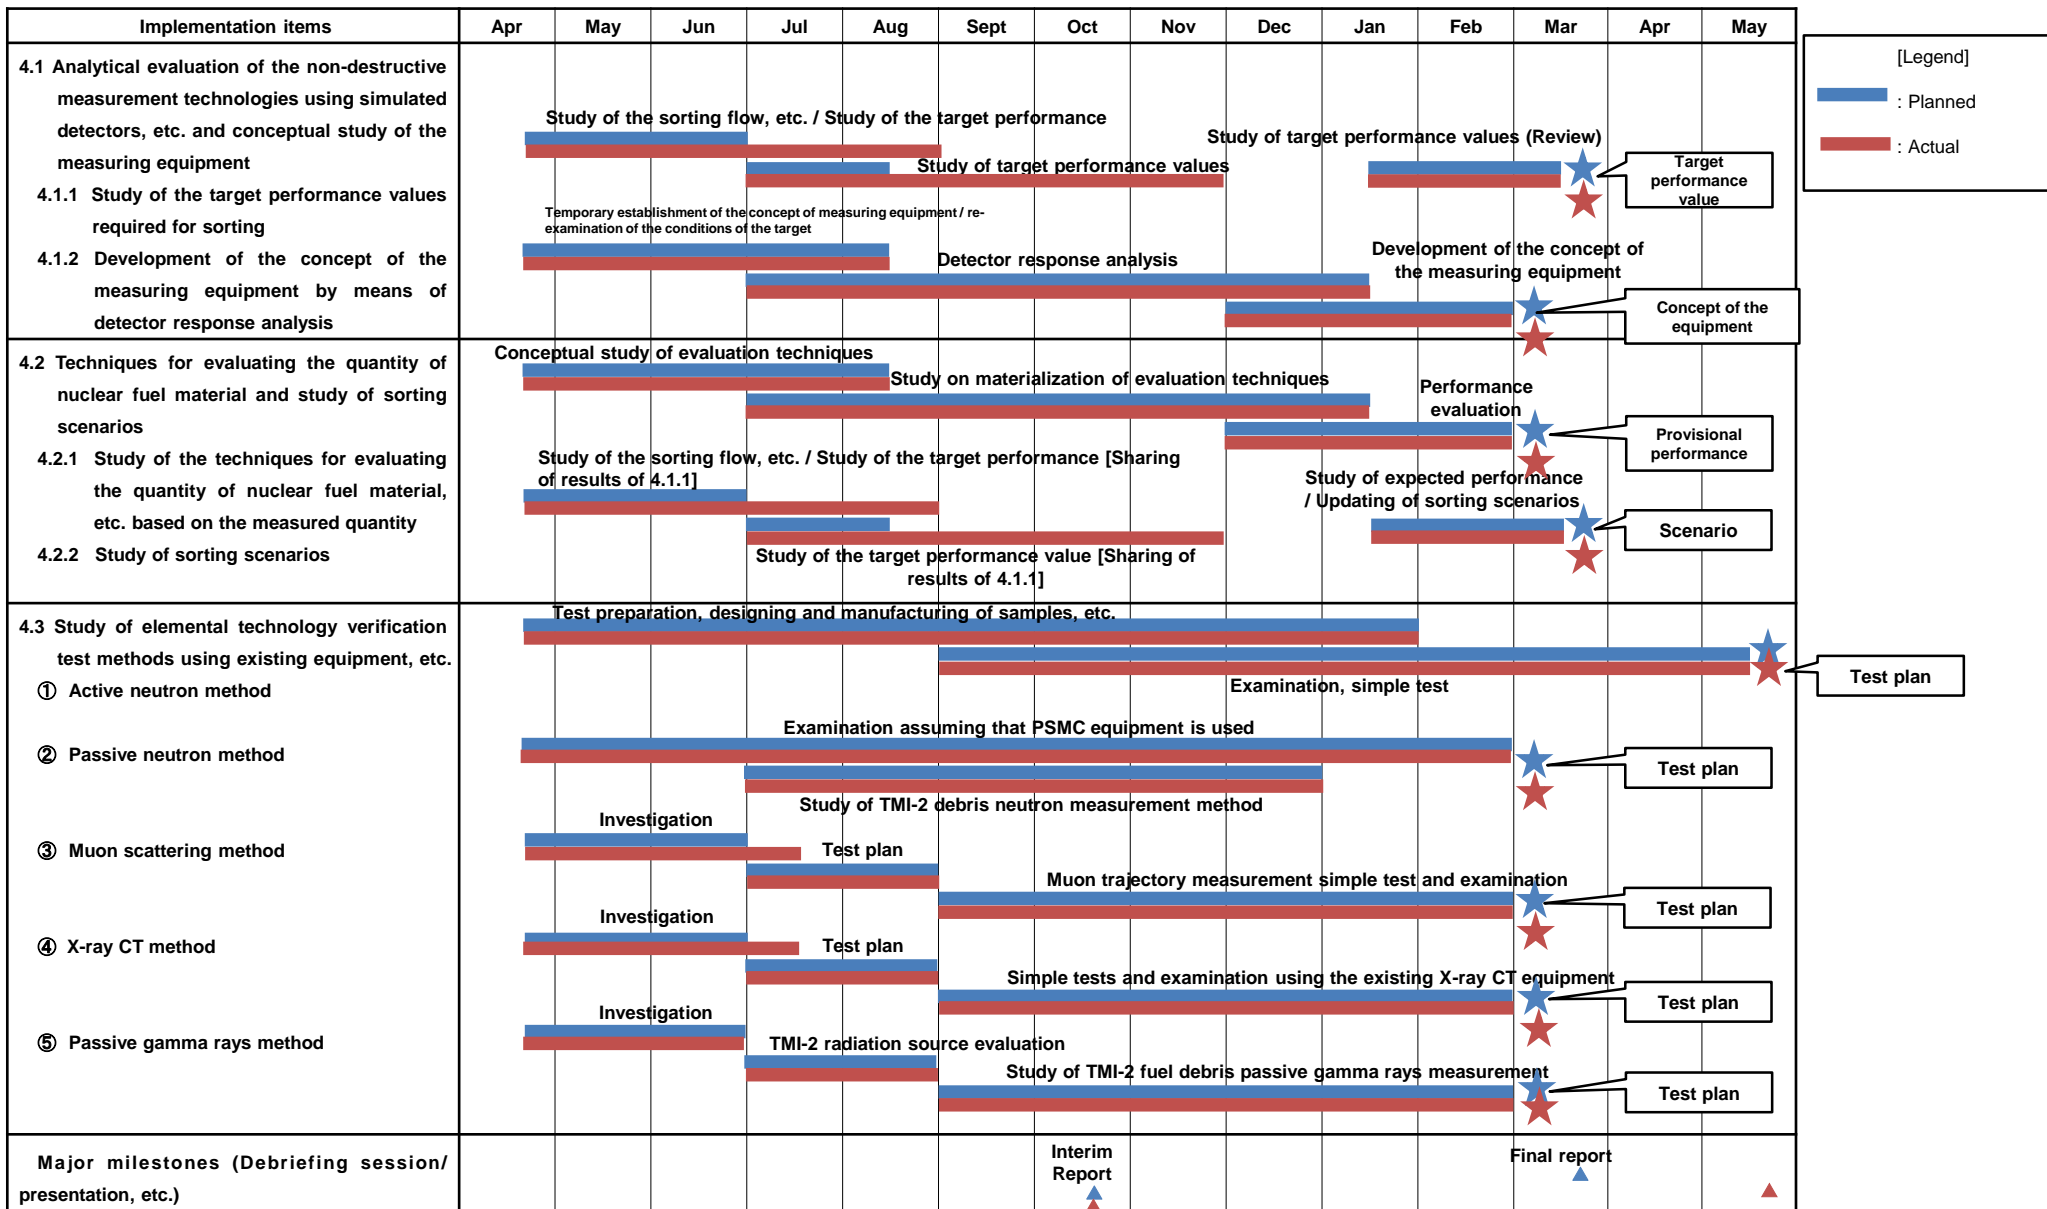 Implementation items
Apr May Jun Jul Aug Sept Oct Nov Dec Jan Feb Mar Apr May
[Legend]
: Planned
: Actual
4.1 Analytical evaluation of the non-destructive
measurement technologies using simulated
detectors, etc. and conceptual study of the
measuring equipment
4.1.1 Study of the target performance values
required for sorting
4.1.2 Development of the concept of the
measuring equipment by means of
detector response analysis
Study of the sorting flow, etc. / Study of the target performance
Study of target performance values
Study of target performance values (Review)
Target
performance
value
Temporary establishment of the concept of measuring equipment / re-
examination of the conditions of the target
Detector response analysis
Development of the concept of
the measuring equipment
Concept of the
equipment
4.2 Techniques for evaluating the quantity of
nuclear fuel material and study of sorting
scenarios
4.2.1 Study of the techniques for evaluating
the quantity of nuclear fuel material,
etc. based on the measured quantity
4.2.2 Study of sorting scenarios
Conceptual study of evaluation techniques
Study on materialization of evaluation techniques
Performance
evaluation
Provisional
performance
Study of the sorting flow, etc. / Study of the target performance [Sharing
of results of 4.1.1]
Study of expected performance
/ Updating of sorting scenarios
Scenario
Study of the target performance value [Sharing of
results of 4.1.1]
4.3 Study of elemental technology verification
test methods using existing equipment, etc.
① Active neutron method
Test preparation, designing and manufacturing of samples, etc.
Examination, simple test
Test plan
② Passive neutron method
Examination assuming that PSMC equipment is used
Study of TMI-2 debris neutron measurement method
Test plan
③ Muon scattering method
Investigation
Test plan
Muon trajectory measurement simple test and examination
Test plan
④ X-ray CT method
Investigation
Test plan
Simple tests and examination using the existing X-ray CT equipment
Test plan
⑤ Passive gamma rays method
Investigation
TMI-2 radiation source evaluation
Study of TMI-2 fuel debris passive gamma rays measurement
Test plan
Major milestones (Debriefing session/
presentation, etc.)
Interim
Report
Final report